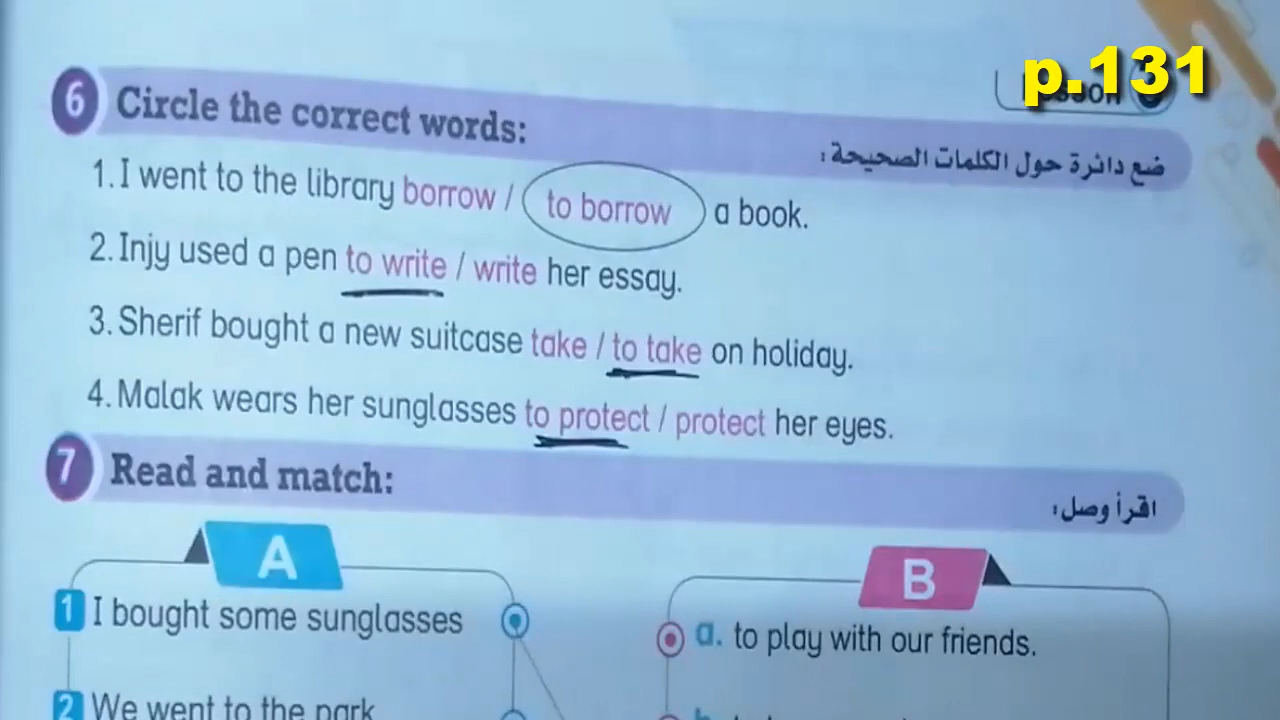 p.131
6 Circle the correct words:
ضع دائرة حول الكلمات الصحيحة:
1. I went to the library borrow / to borrow a book.
2. Injy used a pen to write / write her essay.
3. Sherif bought a new suitcase take / to take on holiday.
4. Malak wears her sunglasses to protect / protect her eyes.
7 Read and match:
اقرأ وصل:
A
B
1 I bought some sunglasses
a. to play with our friends.
2 We went to the park